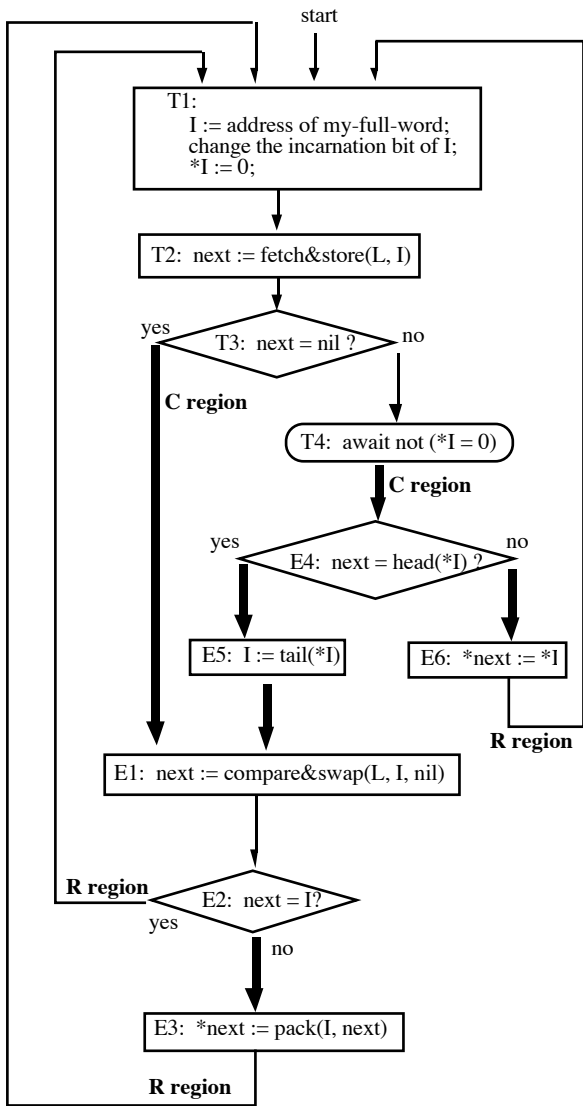 start
T1:
I := address of my-full-word;
change the incarnation bit of I;
*I := 0;
T2: next := fetch&store(L, I)
yes
T3: next = nil ?
no
C region
T4: await not (*I = 0)
C region
yes
E4: next = head(*I) ?
no
E5: I := tail(*I)
E6: *next := *I
R region
E1: next := compare&swap(L, I, nil)
R region
E2: next = I?
yes
no
E3: *next := pack(I, next)
R region